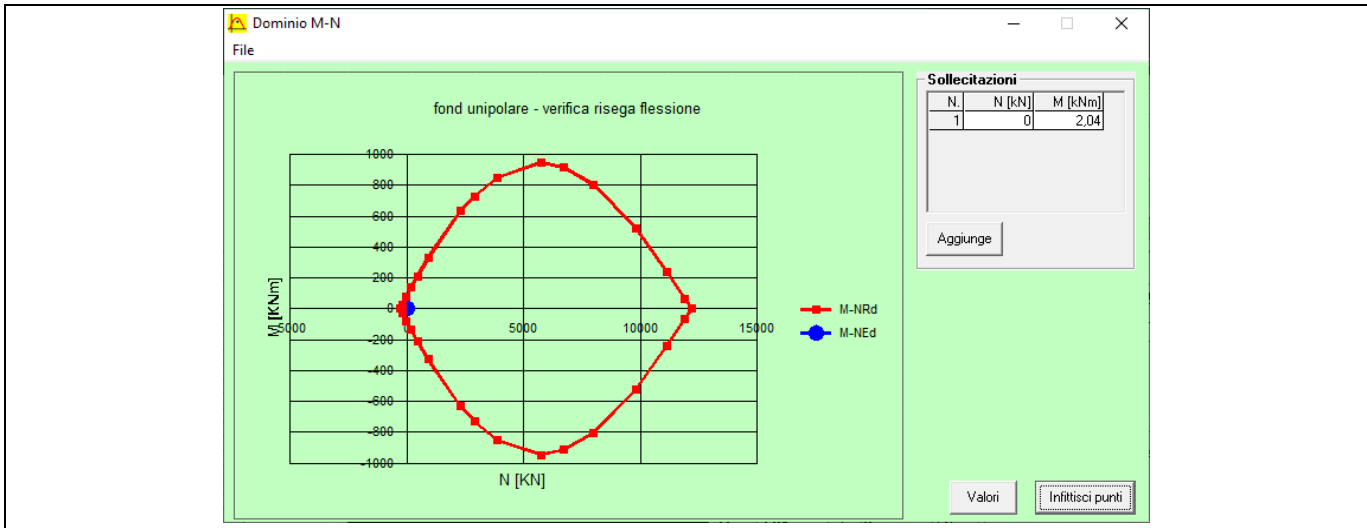 Dominio M-N
File
fond unipolare - verifica risega flessione
1000
800
600
400
200
0
-5000
0
5000
10000
15000
-200
-400
-600
-800
-1000
M [KNm]
N [KN]
M-NRd
M-NEd
Sollecitazioni
N. N [kN] M [kNm]
1 0 2,04
Aggiunge
Valori
Infittisci punti